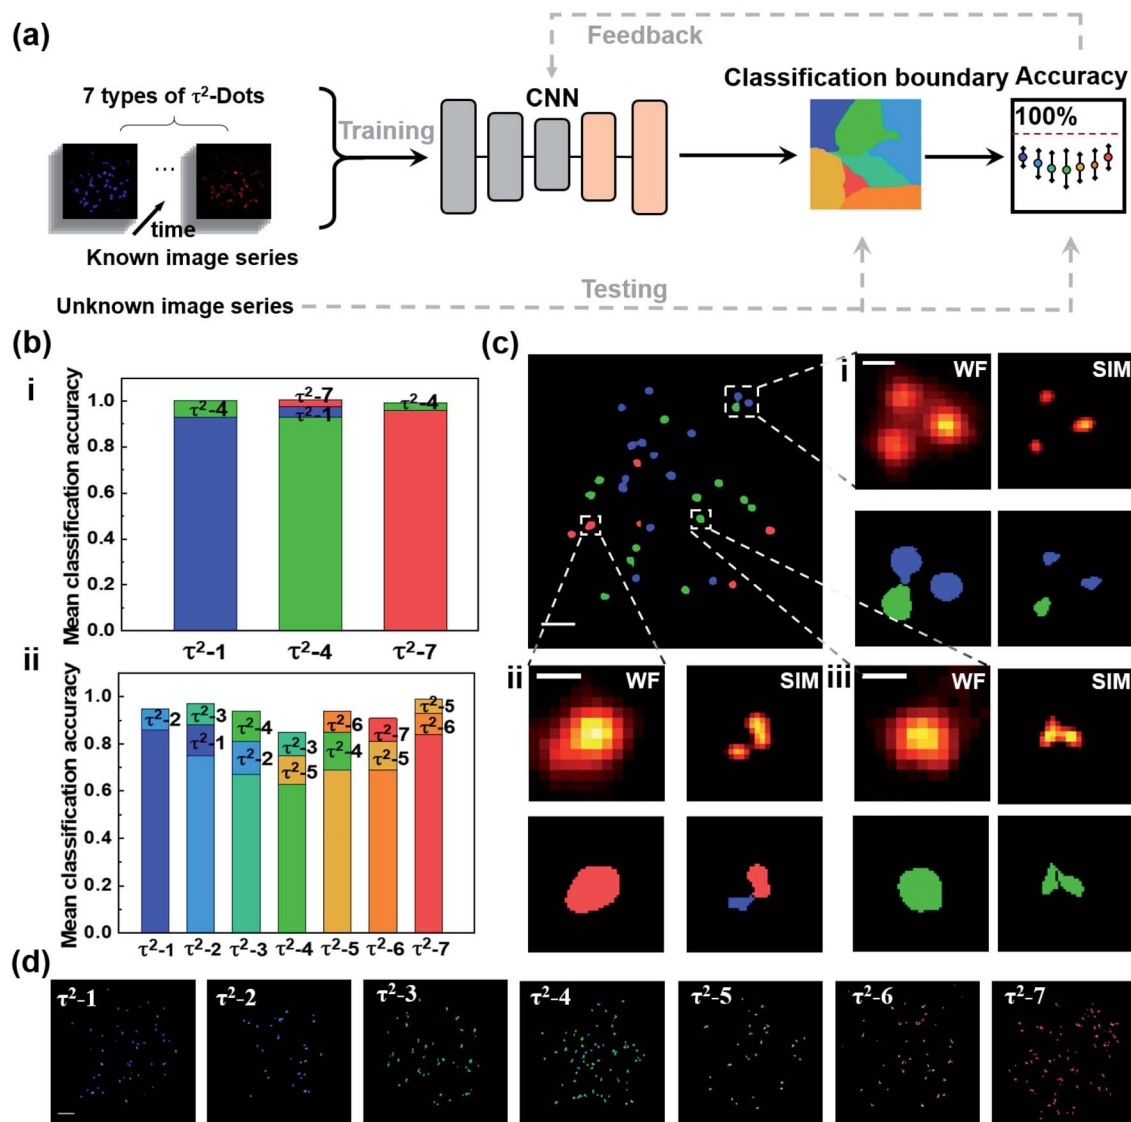 (a)
Feedback
7 types of τ²-Dots
CNN
Classification boundary
Accuracy
Training
100%
...
time
Known image series
Unknown image series
Testing
(b)
i
Mean classification accuracy
1.0
0.8
0.6
0.4
0.2
0.0
τ²-4
τ²-7
τ²-1
τ²-4
τ²-1
τ²-4
τ²-7
ii
Mean classification accuracy
1.0
0.8
0.6
0.4
0.2
0.0
τ²-2
τ²-3
τ²-1
τ²-4
τ²-2
τ²-3
τ²-5
τ²-6
τ²-4
τ²-7
τ²-5
τ²-5
τ²-6
τ²-1
τ²-2
τ²-3
τ²-4
τ²-5
τ²-6
τ²-7
(c)
i
WF
SIM
ii
WF
SIM
iii
WF
SIM
(d)
τ²-1
τ²-2
τ²-3
τ²-4
τ²-5
τ²-6
τ²-7